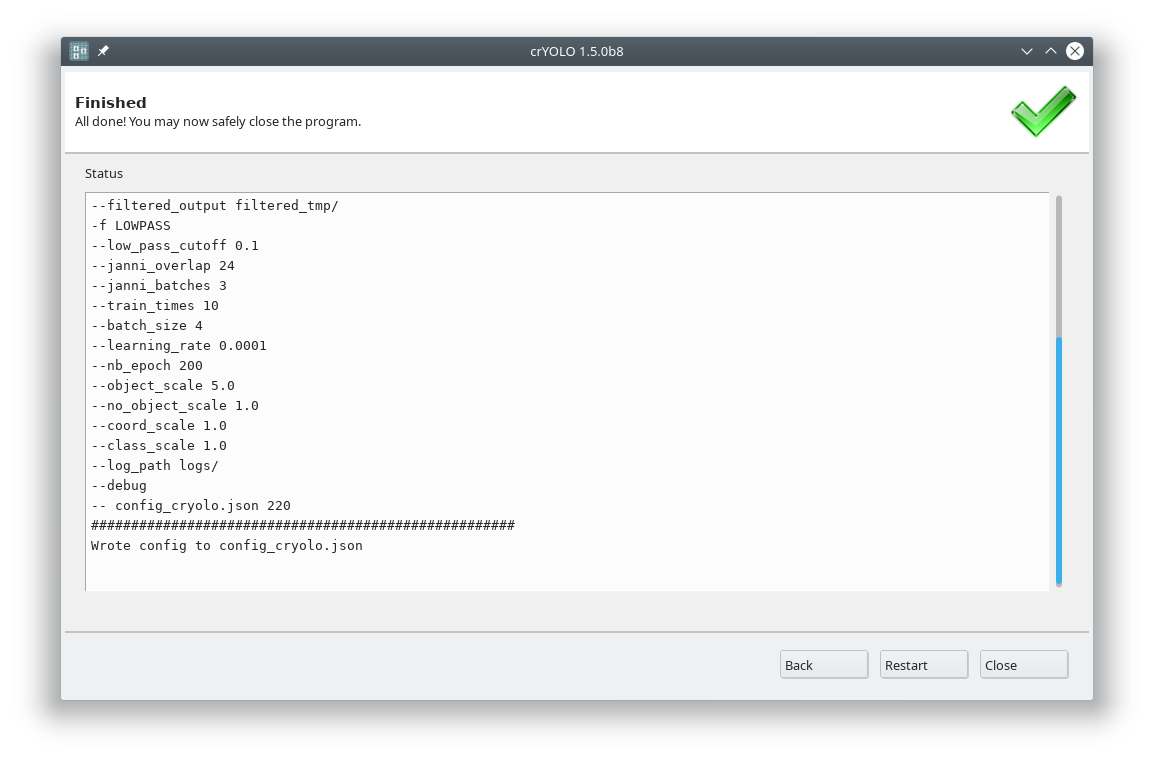 crYOLO 1.5.0b8
Finished
All done! You may now safely close the program.
Status
--filtered_output filtered_tmp/
-f LOWPASS
--low_pass_cutoff 0.1
--janni_overlap 24
--janni_batches 3
--train_times 10
--batch_size 4
--learning_rate 0.0001
--nb_epoch 200
--object_scale 5.0
--no_object_scale 1.0
--coord_scale 1.0
--class_scale 1.0
--log_path logs/
--debug
-- config_cryolo.json 220
#####################################################
Wrote config to config_cryolo.json
Back Restart Close